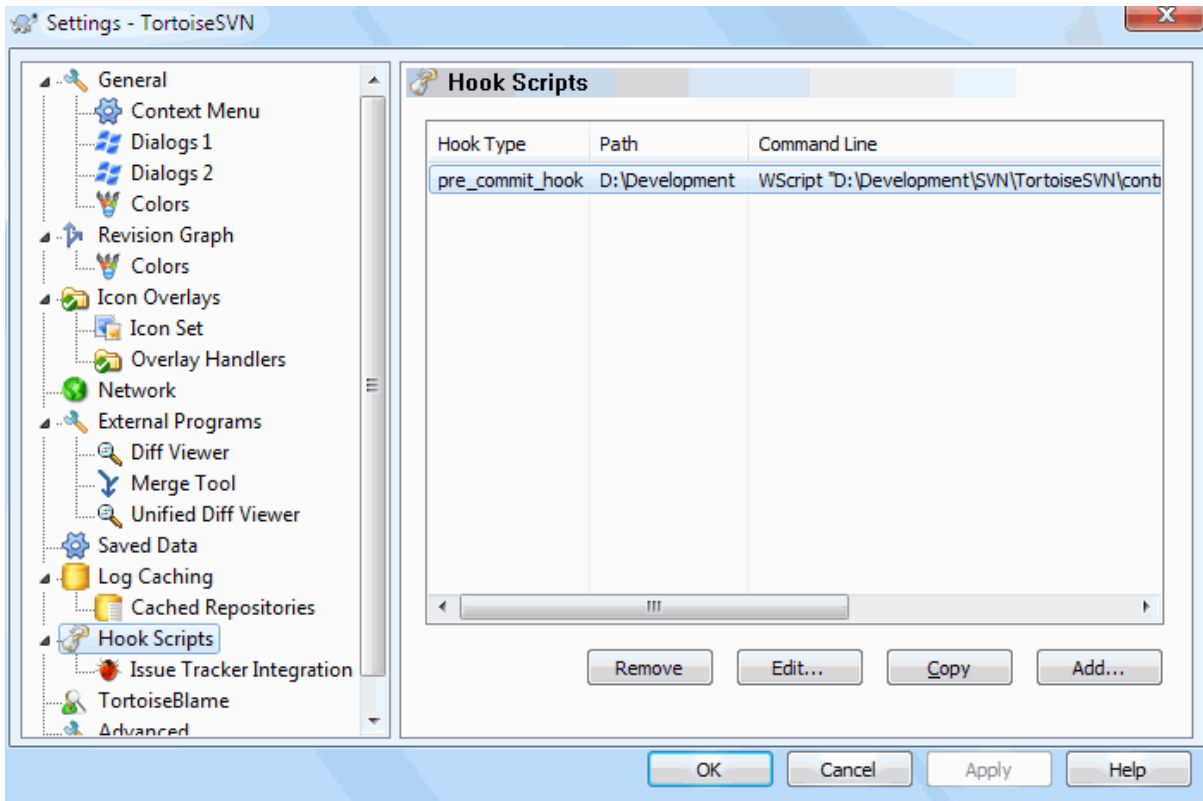 Settings - TortoiseSVN
General
Context Menu
Dialogs 1
Dialogs 2
Colors
Revision Graph
Colors
Icon Overlays
Icon Set
Overlay Handlers
Network
External Programs
Diff Viewer
Merge Tool
Unified Diff Viewer
Saved Data
Log Caching
Cached Repositories
Hook Scripts
Issue Tracker Integration
TortoiseBlame
Advanced
Hook Scripts
Hook Type Path Command Line
pre_commit_hook D:\Development WScript "D:\Development\SVN\TortoiseSVN\contr
Remove Edit... Copy Add...
OK Cancel Apply Help